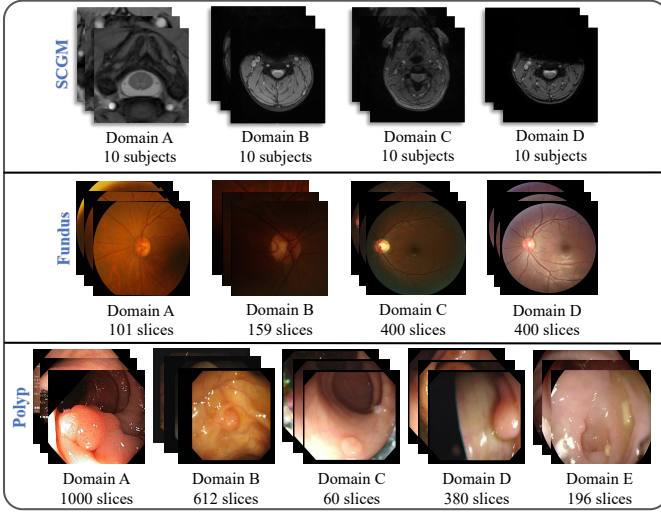 SCGM
Domain A
10 subjects
Domain B
10 subjects
Domain C
10 subjects
Domain D
10 subjects
Fundus
Domain A
101 slices
Domain B
159 slices
Domain C
400 slices
Domain D
400 slices
Polyp
Domain A
1000 slices
Domain B
612 slices
Domain C
60 slices
Domain D
380 slices
Domain E
196 slices